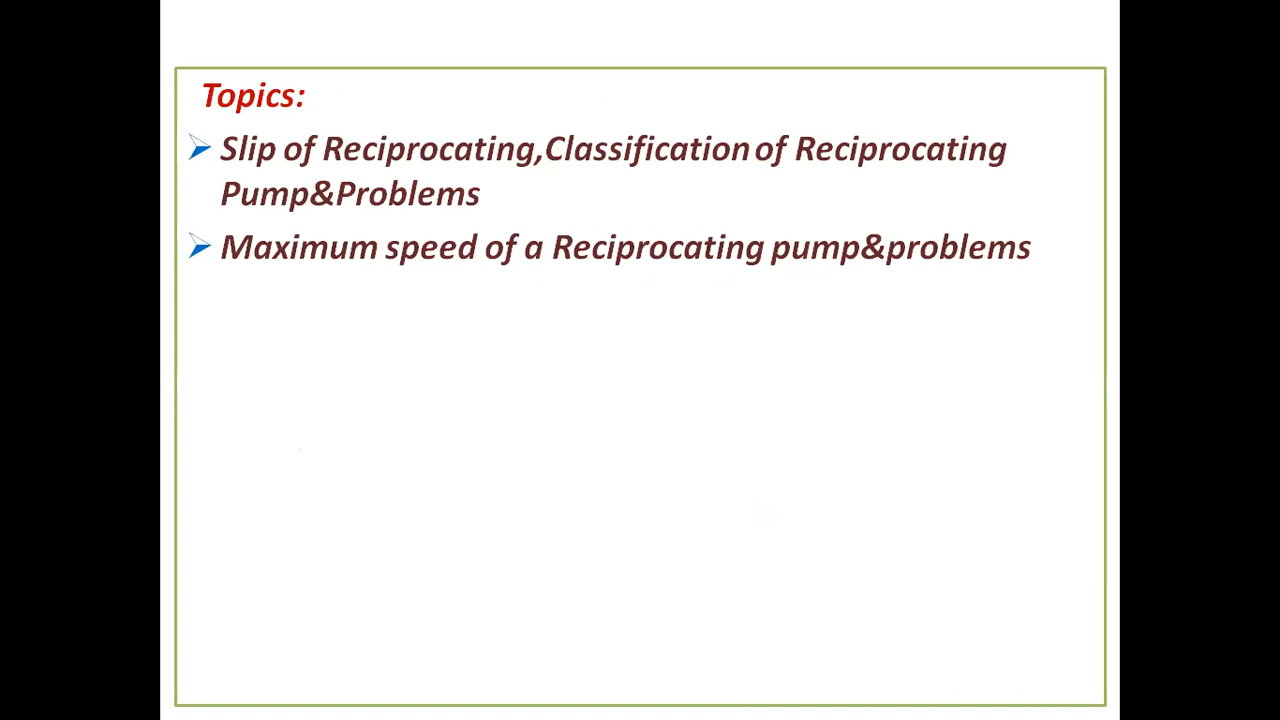 Topics:
Slip of Reciprocating,Classification of Reciprocating
Pump&Problems
Maximum speed of a Reciprocating pump&problems